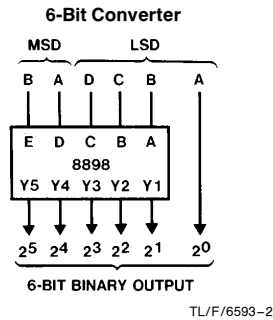 6-Bit Converter
MSD LSD
B A D C B A
E D C B A
8898
Y5 Y4 Y3 Y2 Y1
2⁵ 2⁴ 2³ 2² 2¹ 2⁰
6-BIT BINARY OUTPUT
TL/F/6593–2